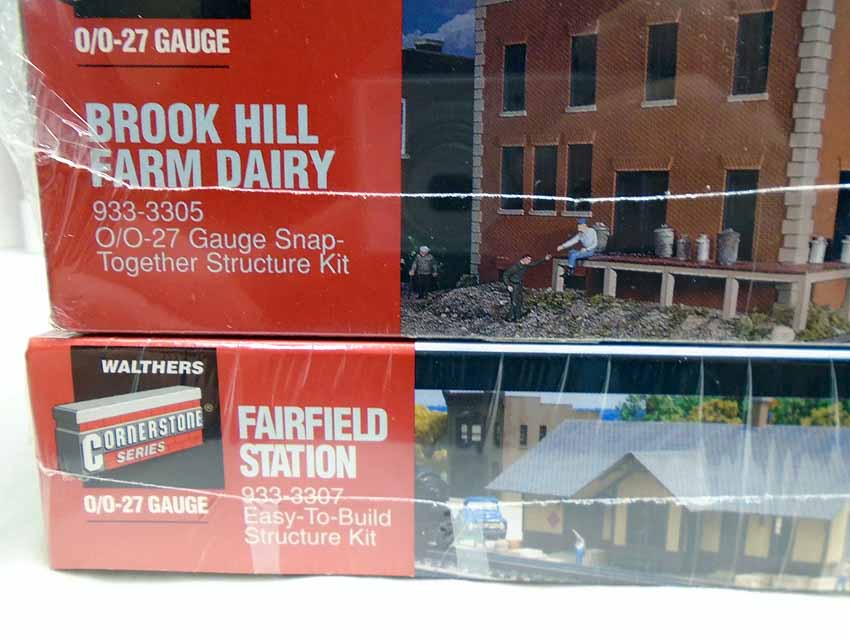 O/O-27 GAUGE
BROOK HILL
FARM DAIRY
933-3305
O/O-27 Gauge Snap-
Together Structure Kit
WALTHERS
CORNERSTONE®
SERIES
O/O-27 GAUGE
FAIRFIELD
STATION
933-3307
Easy-To-Build
Structure Kit